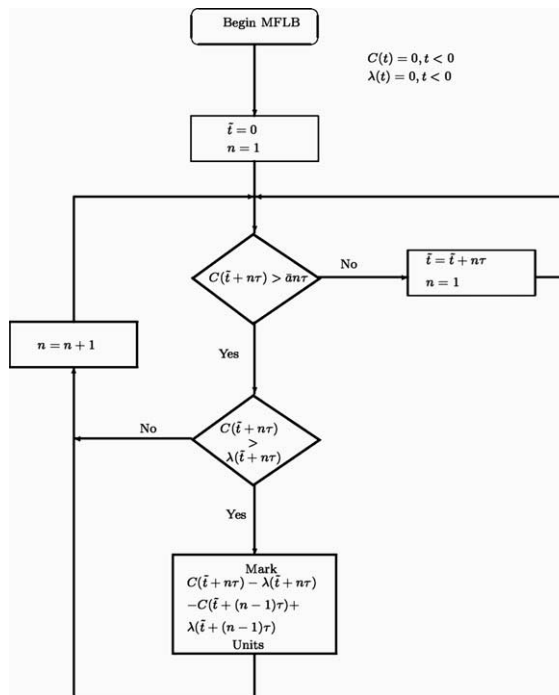 Begin MFLB
C(t) = 0, t < 0
λ(t) = 0, t < 0
t̃ = 0
n = 1
C(t̃ + nτ) > ānτ
No
t̃ = t̃ + nτ
n = 1
Yes
n = n + 1
C(t̃ + nτ)
>
λ(t̃ + nτ)
No
Yes
Mark
C(t̃ + nτ) − λ(t̃ + nτ)
−C(t̃ + (n − 1)τ)+
λ(t̃ + (n − 1)τ)
Units